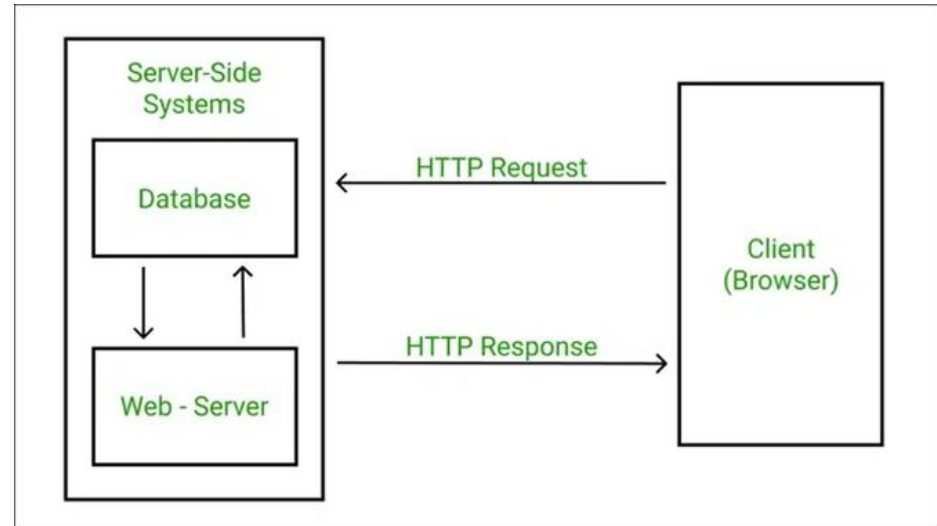 Server-Side
Systems
Database
Web - Server
HTTP Request
HTTP Response
Client
(Browser)